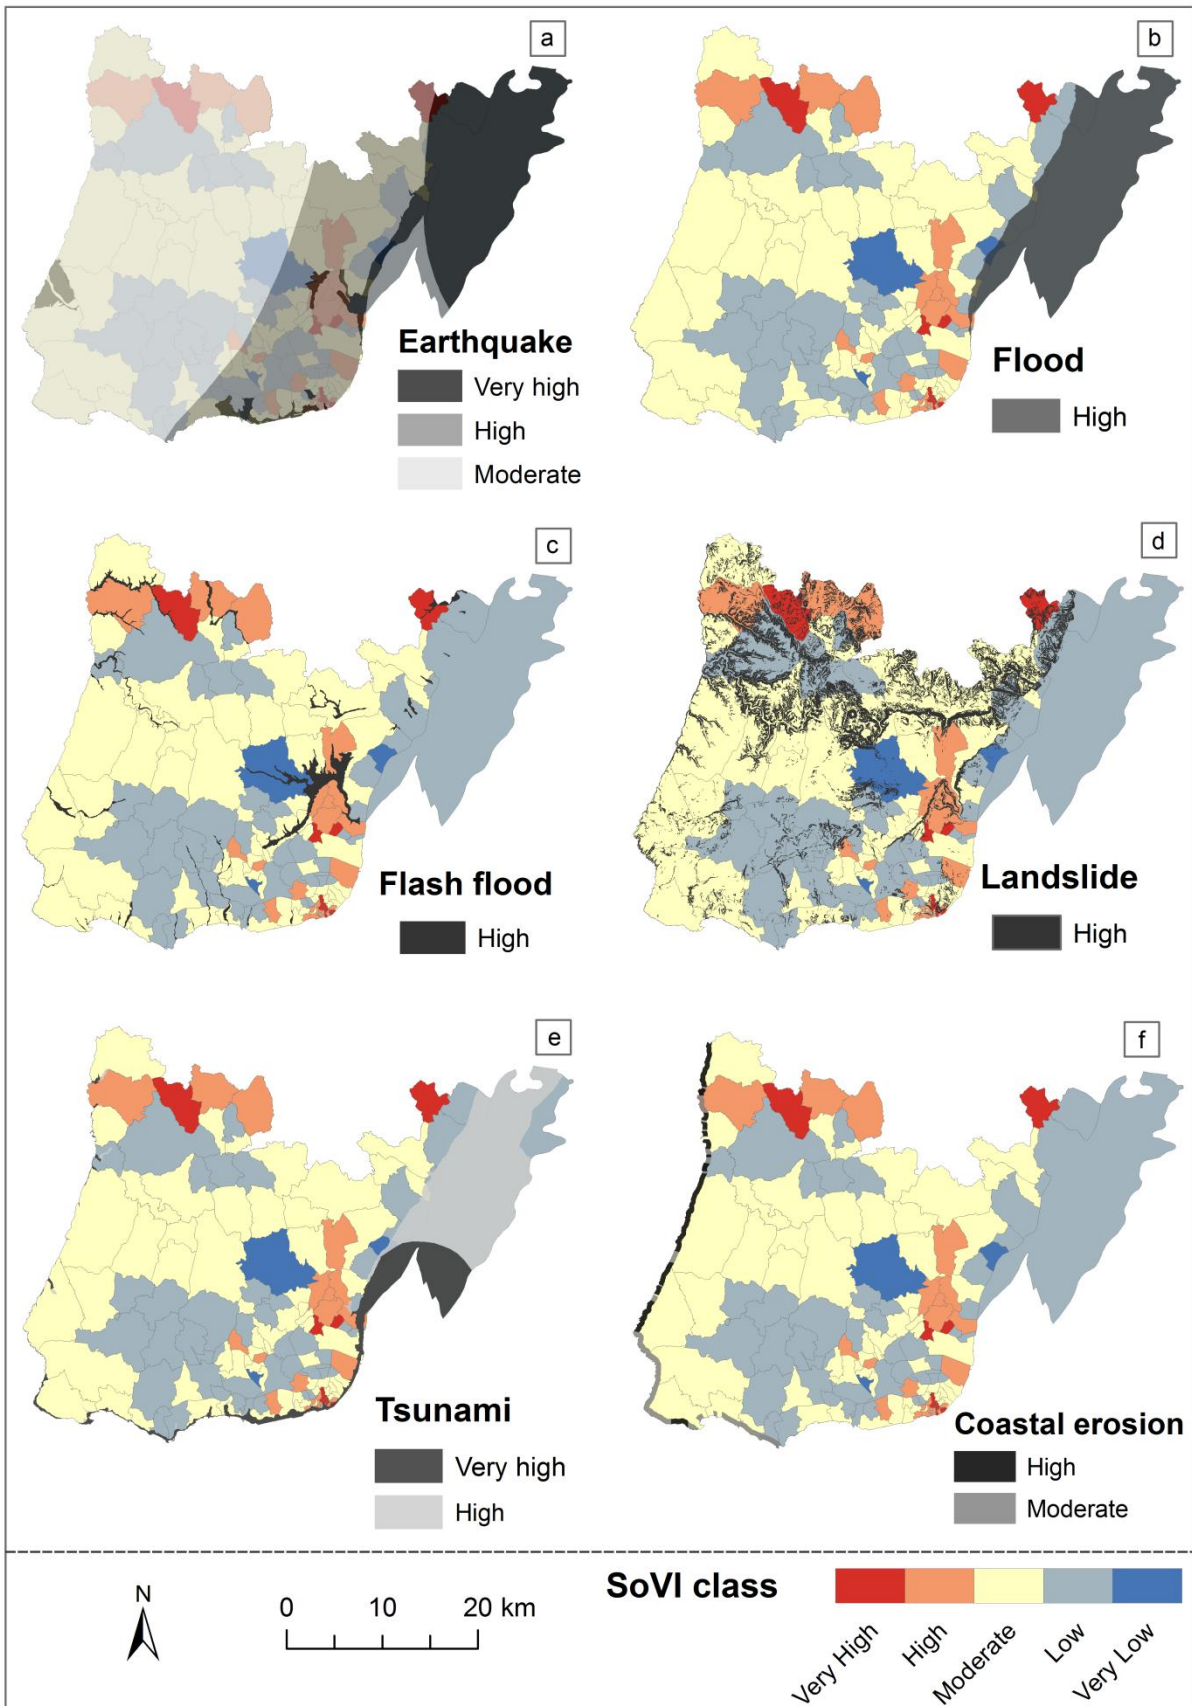 a
Earthquake
Very high
High
Moderate
b
Flood
High
c
Flash flood
High
d
Landslide
High
e
Tsunami
Very high
High
f
Coastal erosion
High
Moderate
N
0 10 20 km
SoVI class
Very High
High
Moderate
Low
Very Low